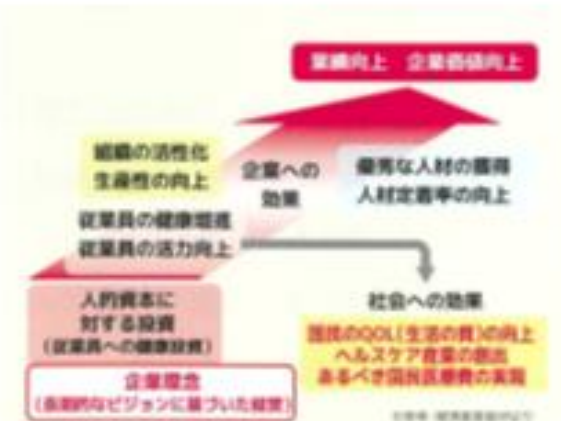 業績向上 企業価値向上
組織の活性化
生産性の向上
企業への
効果
優秀な人材の獲得
人材定着率の向上
従業員の健康増進
従業員の活力向上
人的資本に
対する投資
(従業員への健康投資)
社会への効果
国民のQOL(生活の質)の向上
ヘルスケア産業の創出
あるべき国民医療費の実現
企業理念
(長期的なビジョンに基づいた経営)